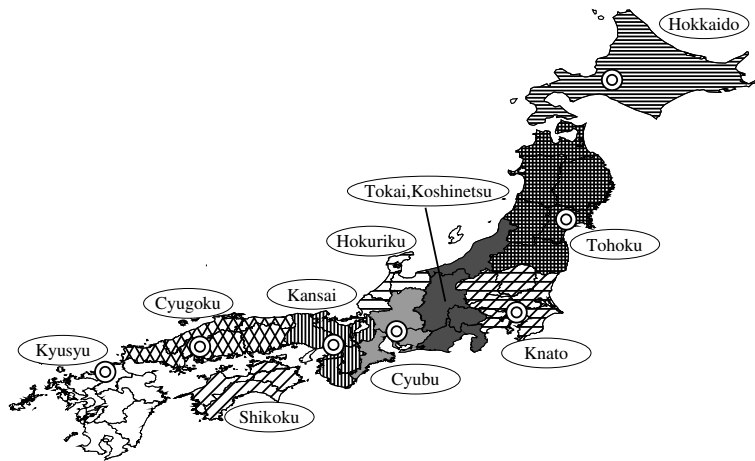 Hokkaido
Tokai,Koshinetsu
Hokuriku
Tohoku
Kansai
Cyugoku
Kyusyu
Knato
Cyubu
Shikoku